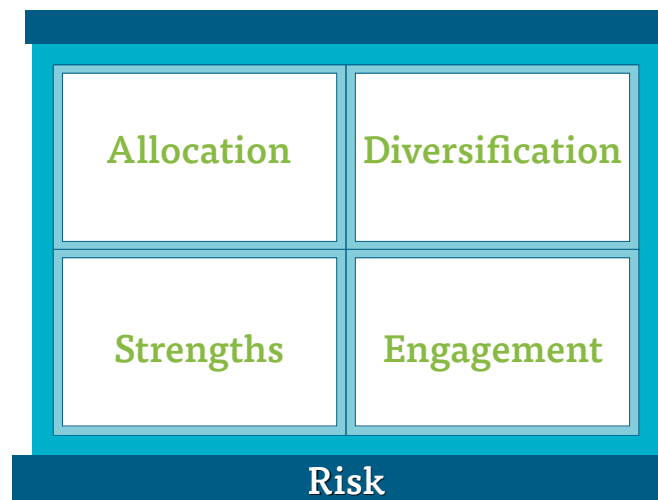 Allocation
Diversification
Strengths
Engagement
Risk